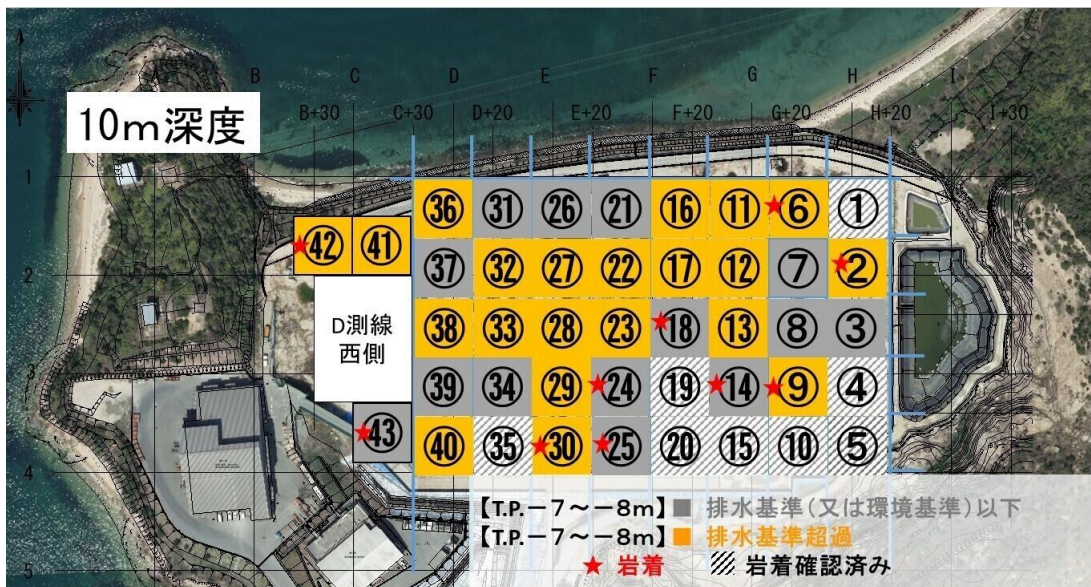 A B C D E F G H I
B+30 C+30 D+20 E+20 F+20 G+20 H+20 I+30
10m深度
1
㊱ ㉛ ㉖ ㉑ ⑯ ⑪ ⑥ ①
㊷ ㊶
㊲ ㉜ ㉗ ㉒ ⑰ ⑫ ⑦ ②
2
D測線
西側
㊳ ㉝ ㉘ ㉓ ⑱ ⑬ ⑧ ③
3
㊴ ㉞ ㉙ ㉔ ⑲ ⑭ ⑨ ④
㊸
㊵ ㉟ ㉚ ㉕ ⑳ ⑮ ⑩ ⑤
4
【T.P.-7~-8m】■ 排水基準(又は環境基準)以下
【T.P.-7~-8m】■ 排水基準超過
★ 岩着 岩着確認済み
5